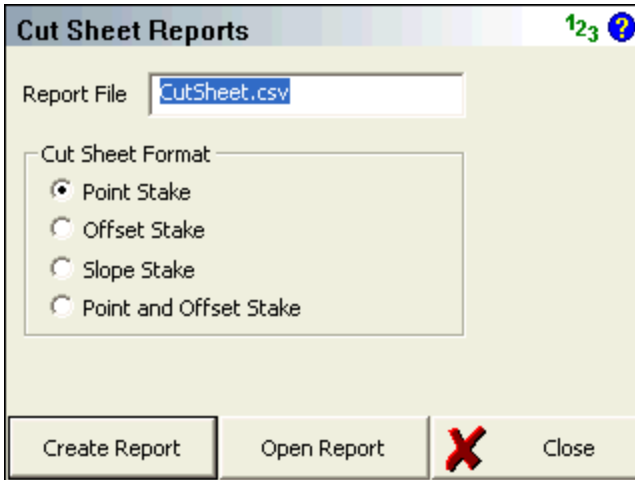 Cut Sheet Reports 123 ?
Report File CutSheet.csv
Cut Sheet Format
Point Stake
Offset Stake
Slope Stake
Point and Offset Stake
Create Report Open Report Close